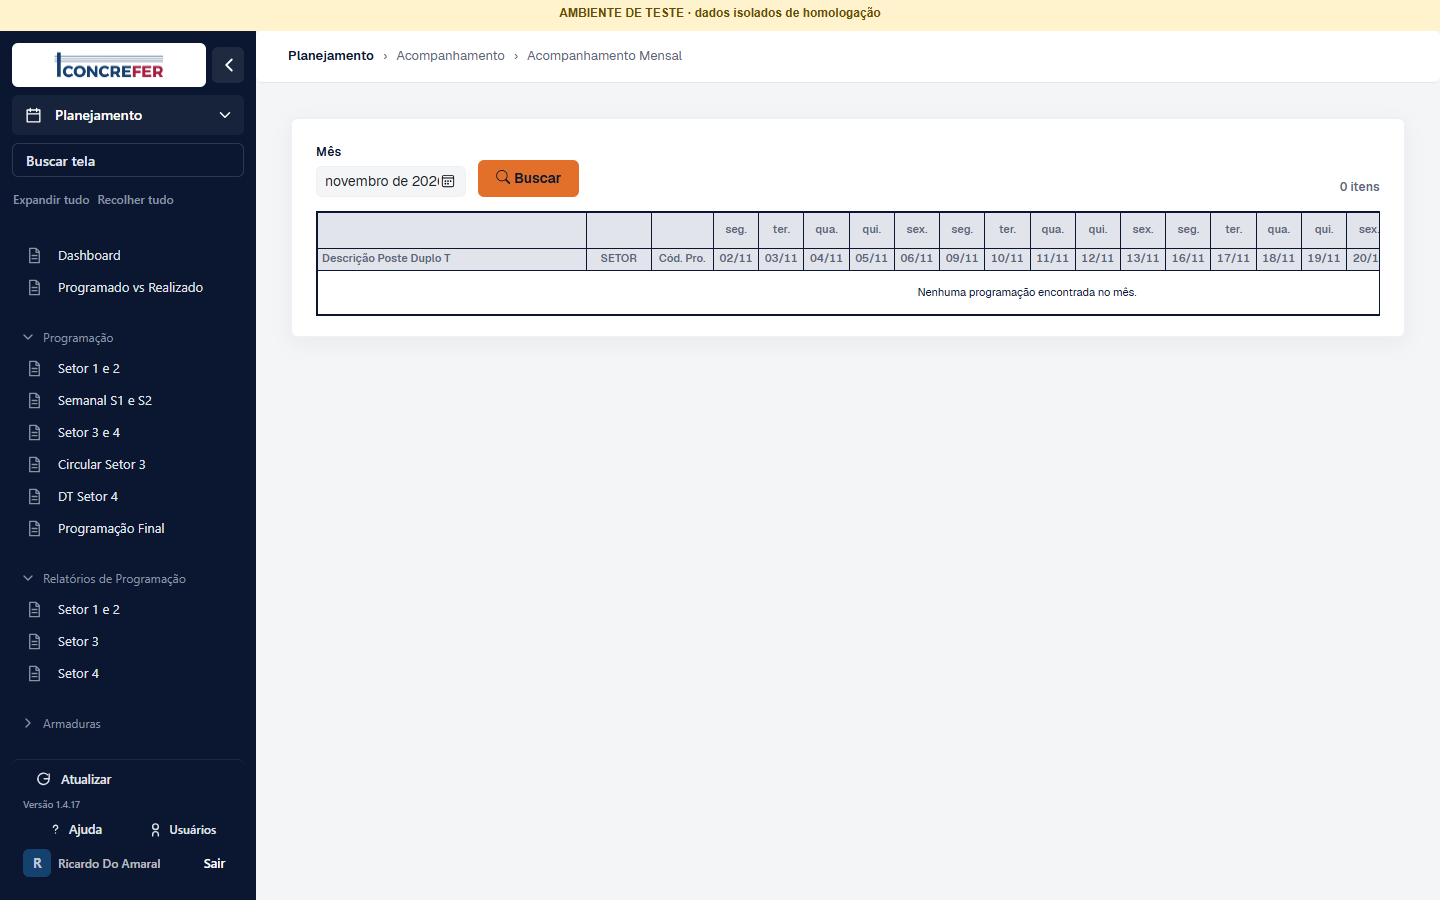 AMBIENTE DE TESTE · dados isolados de homologação
CONCREFER
Planejamento
Buscar tela
Expandir tudo Recolher tudo
Dashboard
Programado vs Realizado
Programação
Setor 1 e 2
Semanal S1 e S2
Setor 3 e 4
Circular Setor 3
DT Setor 4
Programação Final
Relatórios de Programação
Setor 1 e 2
Setor 3
Setor 4
Armaduras
Atualizar
Versão 1.4.17
? Ajuda Usuários
R Ricardo Do Amaral Sair
Planejamento › Acompanhamento › Acompanhamento Mensal
Mês
novembro de 202
Buscar
0 itens
seg. ter. qua. qui. sex. seg. ter. qua. qui. sex. seg. ter. qua. qui. sex.
Descrição Poste Duplo T SETOR Cód. Pro. 02/11 03/11 04/11 05/11 06/11 09/11 10/11 11/11 12/11 13/11 16/11 17/11 18/11 19/11 20/1
Nenhuma programação encontrada no mês.